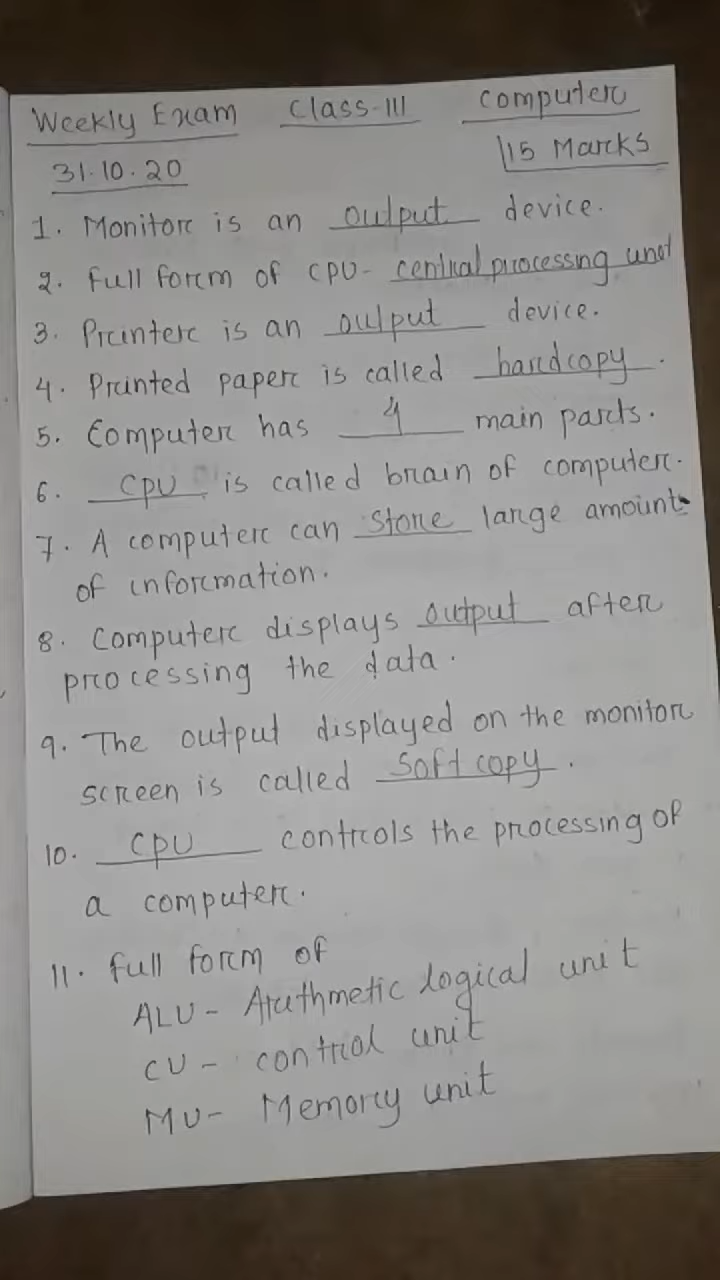 Weekly Exam Class-III Computer
31.10.20 15 Marks
1. Monitor is an output device.
2. Full form of CPU- central processing unit
3. Printer is an output device.
4. Printed paper is called hardcopy.
5. Computer has 4 main parts.
6. CPU is called brain of computer.
7. A computer can store large amount
of information.
8. Computer displays output after
processing the data.
9. The output displayed on the monitor
screen is called Softcopy.
10. CPU controls the processing of
a computer.
11. Full form of
ALU- Arithmetic logical unit
CU- control unit
MU- Memory unit